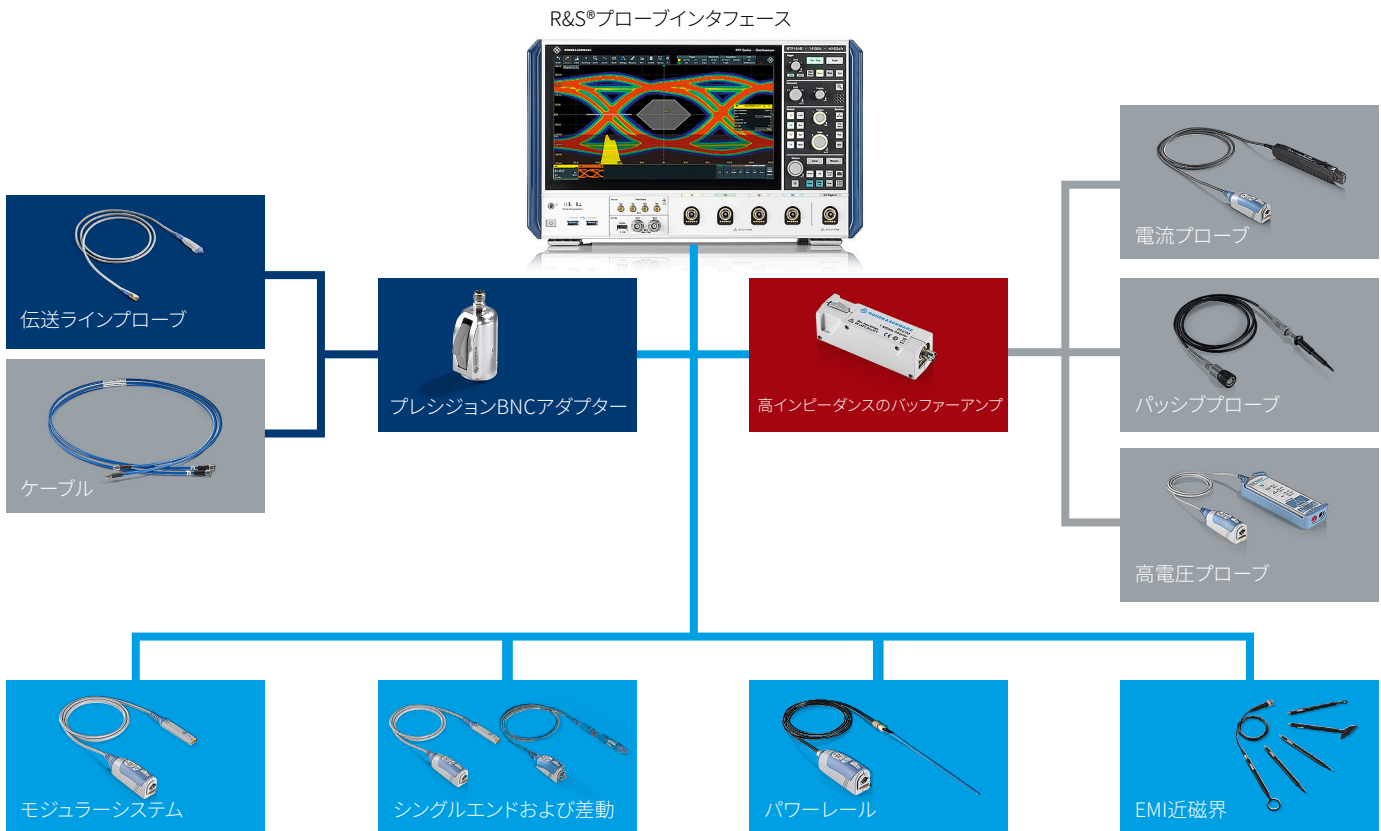 R&S®プローブインタフェース
ROHDE&SCHWARZ
電流プローブ
伝送ラインプローブ
プレシジョンBNCアダプター
ROHDE&SCHWARZ
高インピーダンスのバッファーアンプ
パッシブプローブ
ケーブル
高電圧プローブ
モジュラーシステム
シングルエンドおよび差動
パワーレール
EMI近磁界